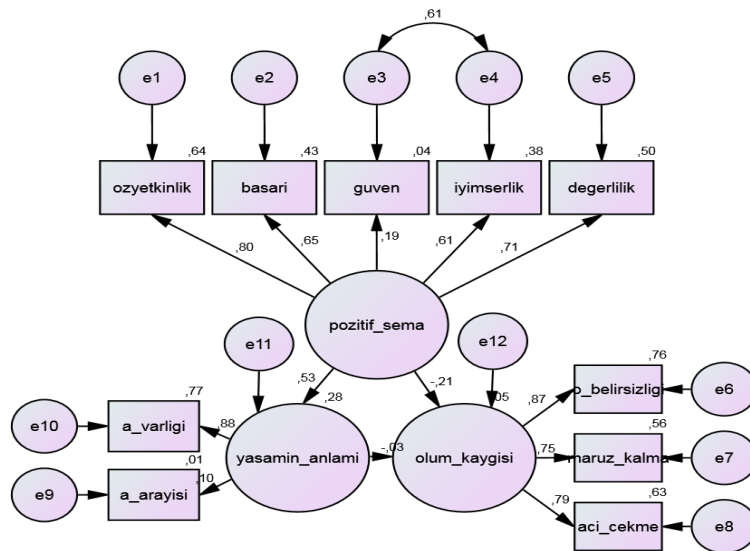 ,61
e1
e2
e3
e4
e5
,64
,43
,04
,38
,50
ozyetkinlik
basari
guven
iyimserlik
degerlilik
,80
,65
,19
,61
,71
pozitif_sema
e11
e12
,53
-,21
,76
,77
,28
,05
,87
o_belirsizligi
e6
e10
a_varligi
,88
,56
yasamin_anlami
-,03
olum_kaygisi
,75
maruz_kalma
e7
,01
,10
,79
,63
e9
a_arayisi
aci_cekme
e8